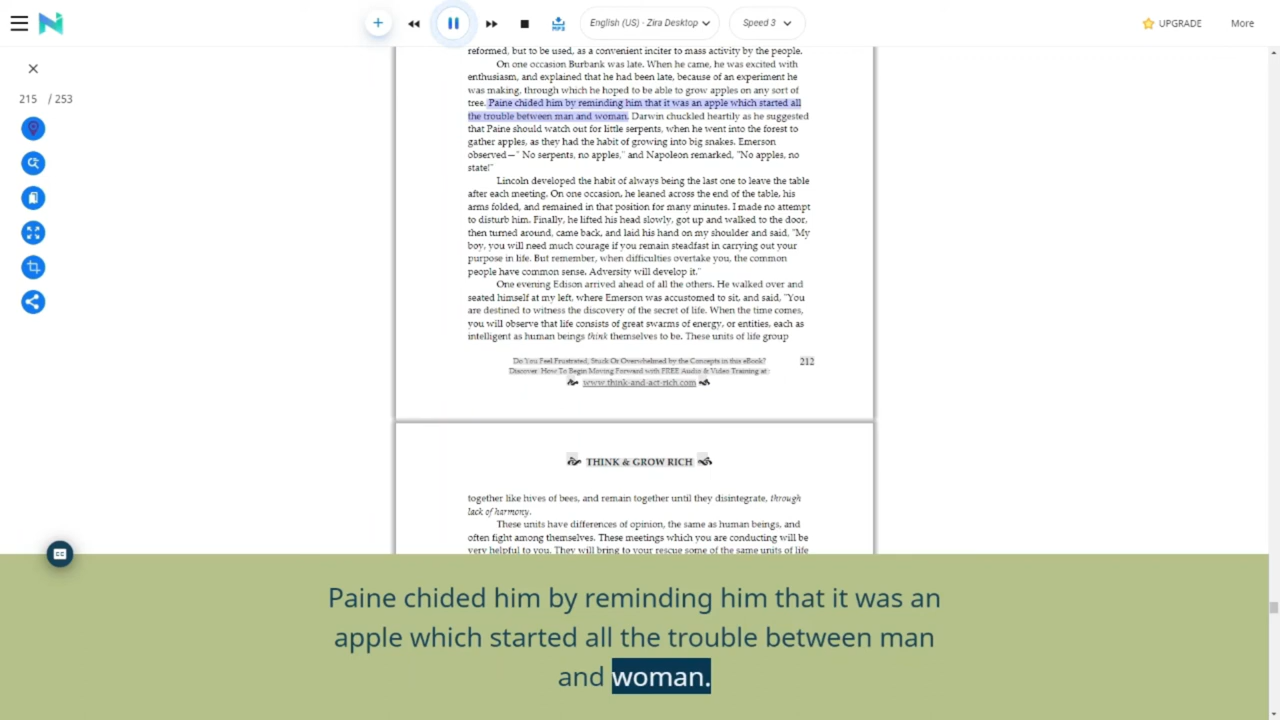 English (US) - Zira Desktop
Speed 3
UPGRADE
More
MP3
215 / 253
reformed, but to be used, as a convenient inciter to mass activity by the people.
On one occasion Burbank was late. When he came, he was excited with
enthusiasm, and explained that he had been late, because of an experiment he
was making, through which he hoped to be able to grow apples on any sort of
tree. Paine chided him by reminding him that it was an apple which started all
the trouble between man and woman. Darwin chuckled heartily as he suggested
that Paine should watch out for little serpents, when he went into the forest to
gather apples, as they had the habit of growing into big snakes. Emerson
observed—" No serpents, no apples," and Napoleon remarked, "No apples, no
state!"
Lincoln developed the habit of always being the last one to leave the table
after each meeting. On one occasion, he leaned across the end of the table, his
arms folded, and remained in that position for many minutes. I made no attempt
to disturb him. Finally, he lifted his head slowly, got up and walked to the door,
then turned around, came back, and laid his hand on my shoulder and said, "My
boy, you will need much courage if you remain steadfast in carrying out your
purpose in life. But remember, when difficulties overtake you, the common
people have common sense. Adversity will develop it."
One evening Edison arrived ahead of all the others. He walked over and
seated himself at my left, where Emerson was accustomed to sit, and said, "You
are destined to witness the discovery of the secret of life. When the time comes,
you will observe that life consists of great swarms of energy, or entities, each as
intelligent as human beings think themselves to be. These units of life group
Do You Feel Frustrated, Stuck Or Overwhelmed by the Concepts in this eBook?
212
Discover How To Begin Moving Forward with FREE Audio & Video Training at
www.think-and-act-rich.com
THINK & GROW RICH
together like hives of bees, and remain together until they disintegrate, through
lack of harmony.
These units have differences of opinion, the same as human beings, and
often fight among themselves. These meetings which you are conducting will be
very helpful to you. They will bring to your rescue some of the same units of life
CC
Paine chided him by reminding him that it was an
apple which started all the trouble between man
and woman.